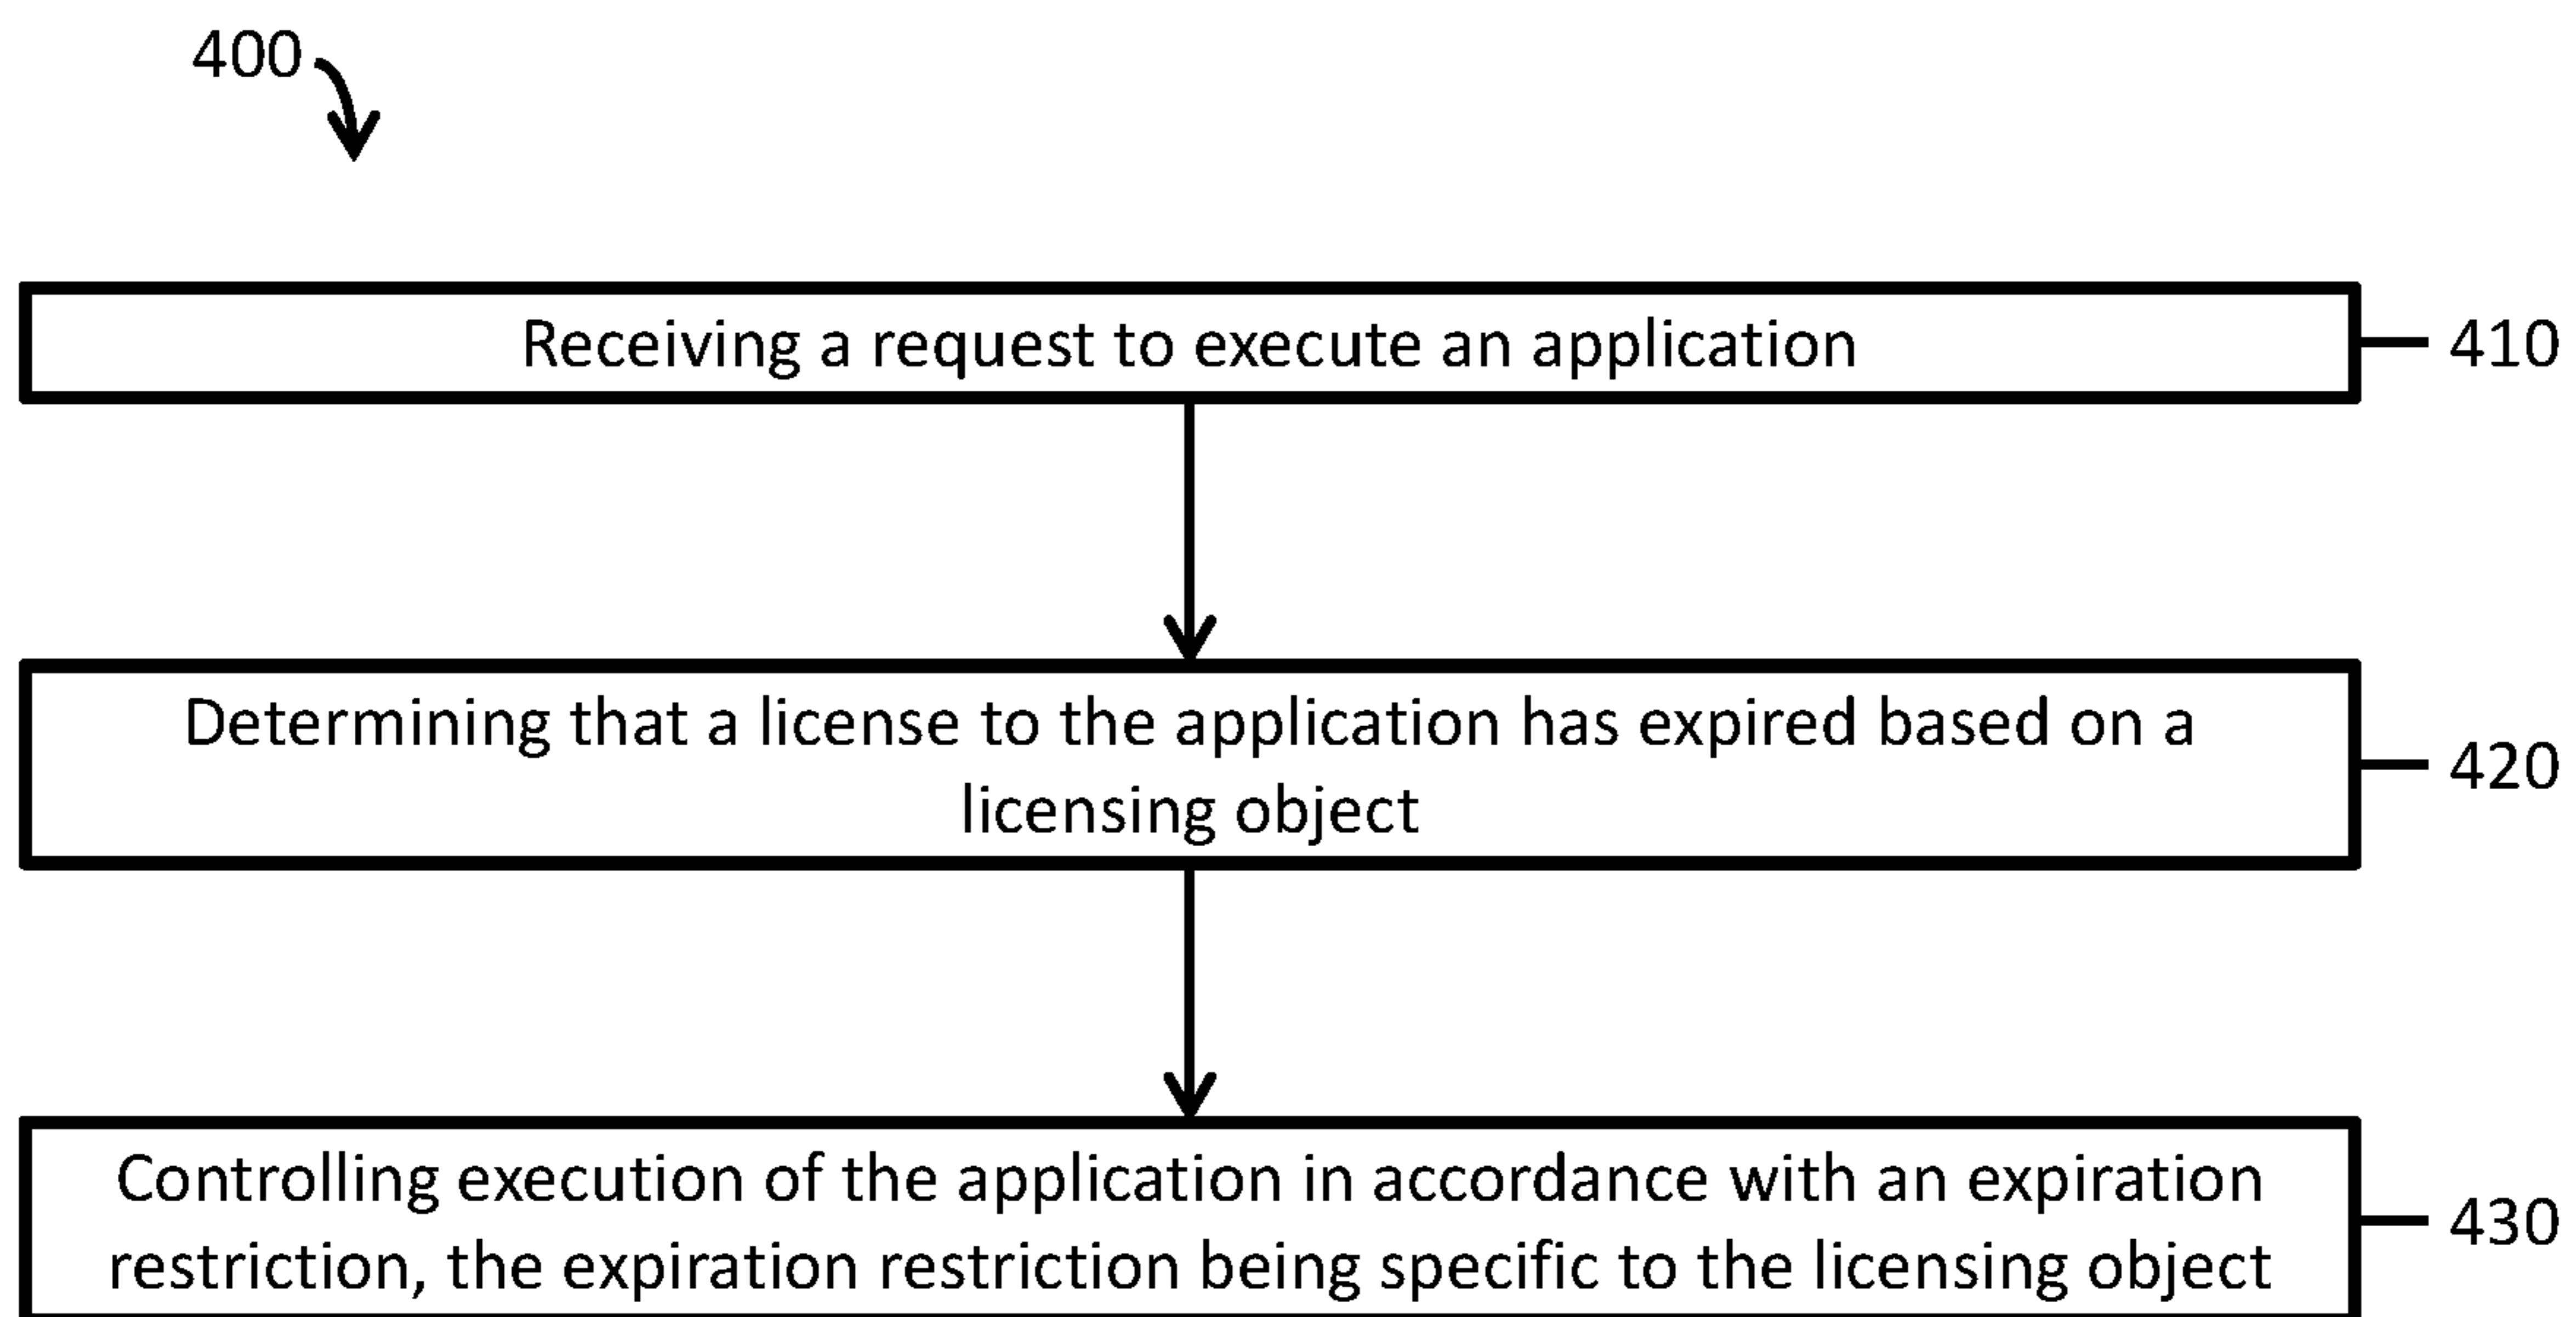 400
Receiving a request to execute an application
410
Determining that a license to the application has expired based on a
licensing object
420
Controlling execution of the application in accordance with an expiration
restriction, the expiration restriction being specific to the licensing object
430